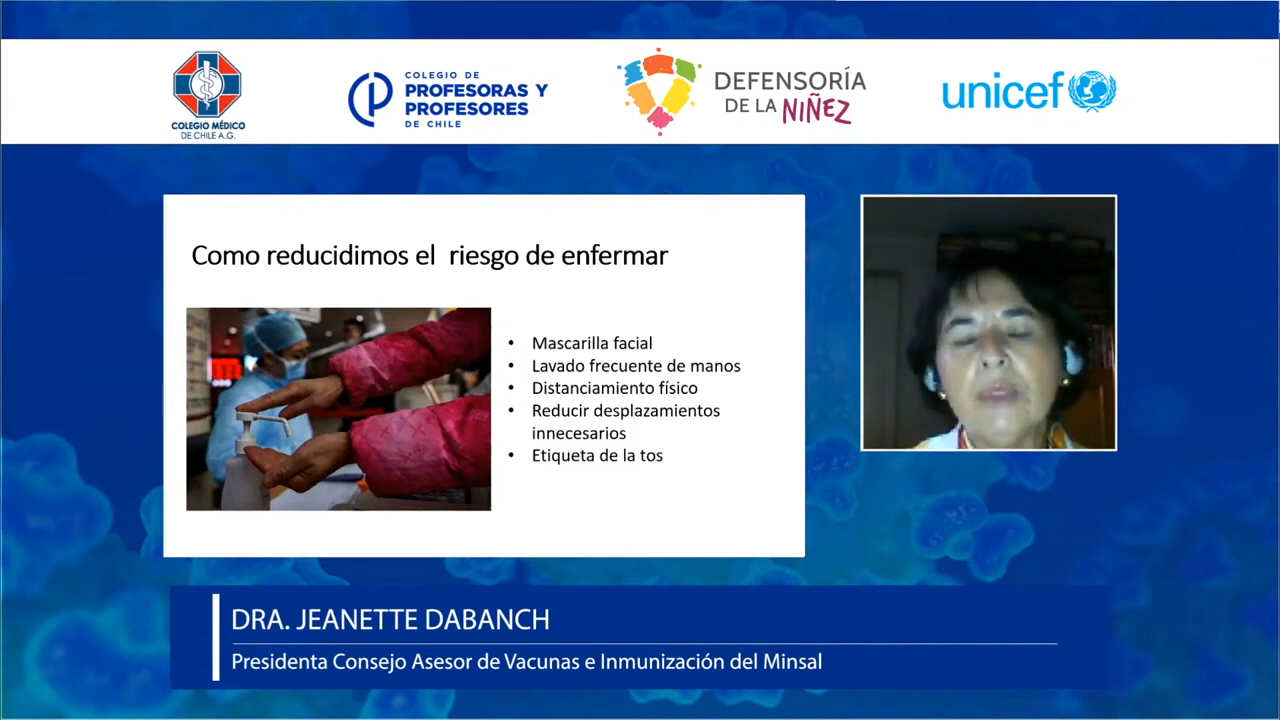 COLEGIO MÉDICO
DE CHILE A.G.
COLEGIO DE
PROFESORAS Y
PROFESORES
DE CHILE
DEFENSORÍA
DE LA NIÑEZ
unicef
Como reducidimos el riesgo de enfermar
• Mascarilla facial
• Lavado frecuente de manos
• Distanciamiento físico
• Reducir desplazamientos
innecesarios
• Etiqueta de la tos
DRA. JEANETTE DABANCH
Presidenta Consejo Asesor de Vacunas e Inmunización del Minsal